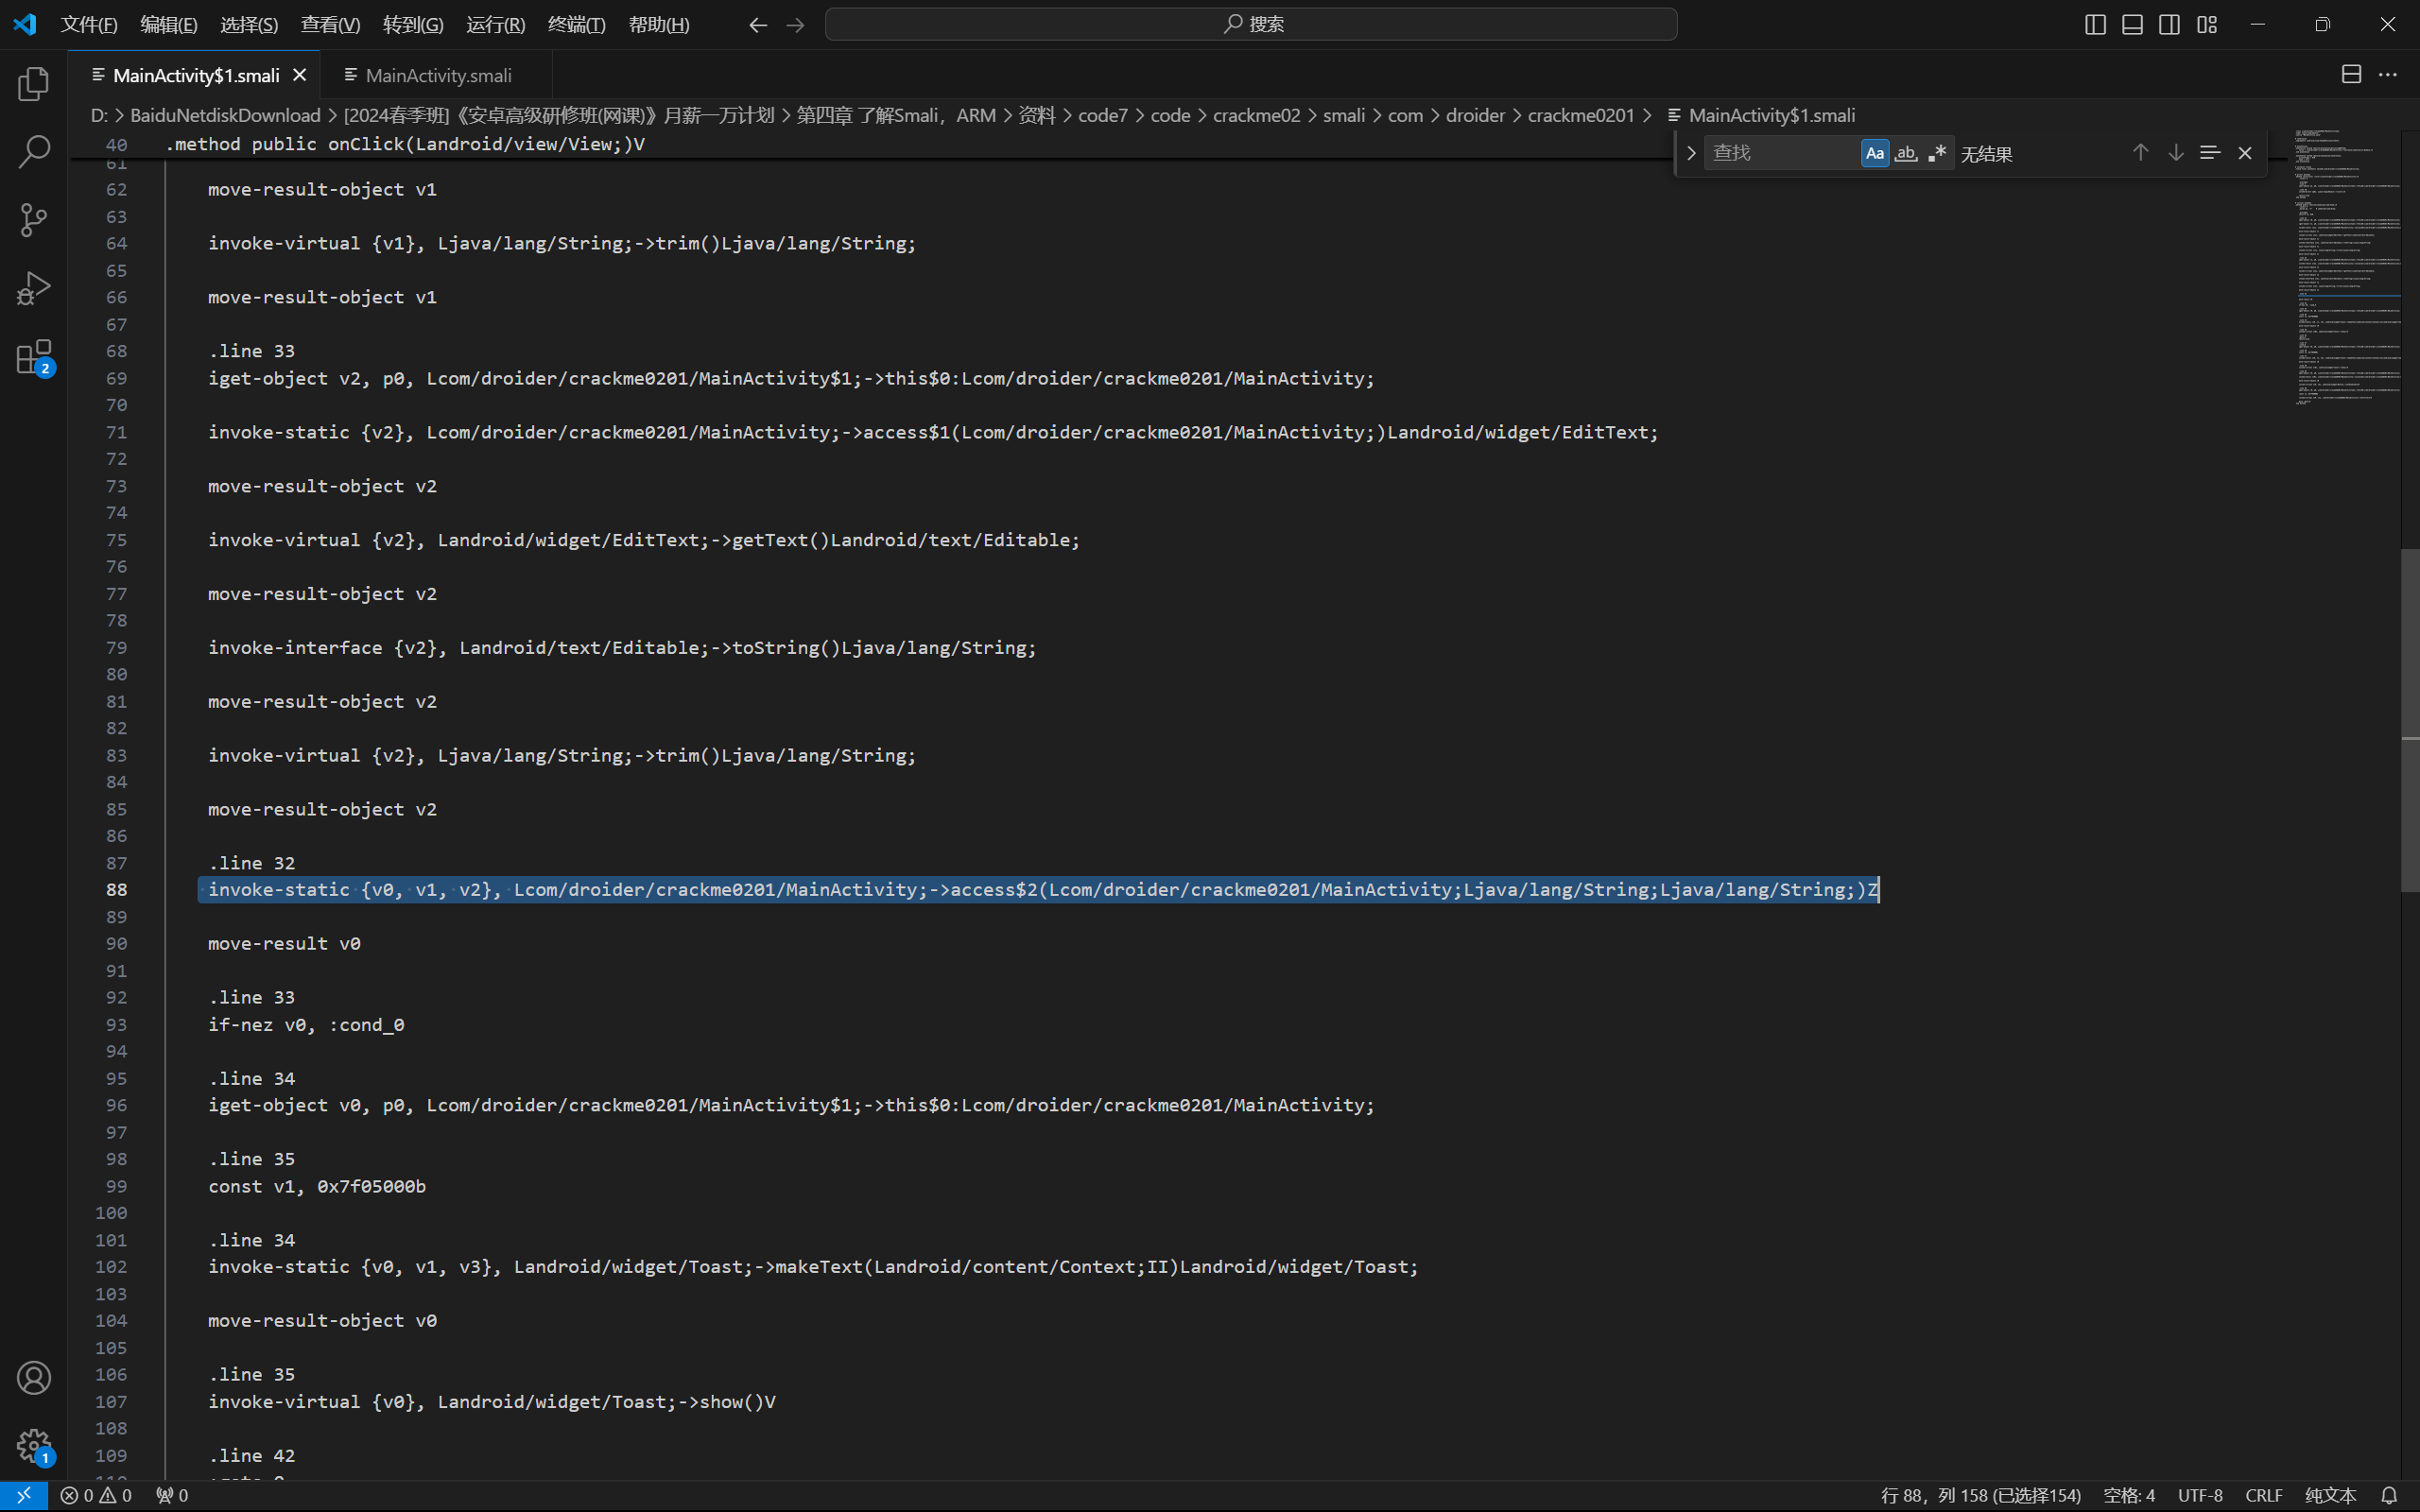 文件(F) 编辑(E) 选择(S) 查看(V) 转到(G) 运行(R) 终端(T) 帮助(H) 搜索
MainActivity$1.smali MainActivity.smali
D: > BaiduNetdiskDownload > [2024春季班]《安卓高级研修班(网课)》月薪一万计划 > 第四章 了解Smali，ARM > 资料 > code7 > code > crackme02 > smali > com > droider > crackme0201 > MainActivity$1.smali
40 .method public onClick(Landroid/view/View;)V
查找 Aa ab 无结果
61
62 move-result-object v1
63
64 invoke-virtual {v1}, Ljava/lang/String;->trim()Ljava/lang/String;
65
66 move-result-object v1
67
68 .line 33
69 iget-object v2, p0, Lcom/droider/crackme0201/MainActivity$1;->this$0:Lcom/droider/crackme0201/MainActivity;
70
71 invoke-static {v2}, Lcom/droider/crackme0201/MainActivity;->access$1(Lcom/droider/crackme0201/MainActivity;)Landroid/widget/EditText;
72
73 move-result-object v2
74
75 invoke-virtual {v2}, Landroid/widget/EditText;->getText()Landroid/text/Editable;
76
77 move-result-object v2
78
79 invoke-interface {v2}, Landroid/text/Editable;->toString()Ljava/lang/String;
80
81 move-result-object v2
82
83 invoke-virtual {v2}, Ljava/lang/String;->trim()Ljava/lang/String;
84
85 move-result-object v2
86
87 .line 32
88 invoke-static {v0, v1, v2}, Lcom/droider/crackme0201/MainActivity;->access$2(Lcom/droider/crackme0201/MainActivity;Ljava/lang/String;Ljava/lang/String;)Z
89
90 move-result v0
91
92 .line 33
93 if-nez v0, :cond_0
94
95 .line 34
96 iget-object v0, p0, Lcom/droider/crackme0201/MainActivity$1;->this$0:Lcom/droider/crackme0201/MainActivity;
97
98 .line 35
99 const v1, 0x7f05000b
100
101 .line 34
102 invoke-static {v0, v1, v3}, Landroid/widget/Toast;->makeText(Landroid/content/Context;II)Landroid/widget/Toast;
103
104 move-result-object v0
105
106 .line 35
107 invoke-virtual {v0}, Landroid/widget/Toast;->show()V
108
109 .line 42
2
1
0 0 0 行 88，列 158 (已选择154) 空格: 4 UTF-8 CRLF 纯文本